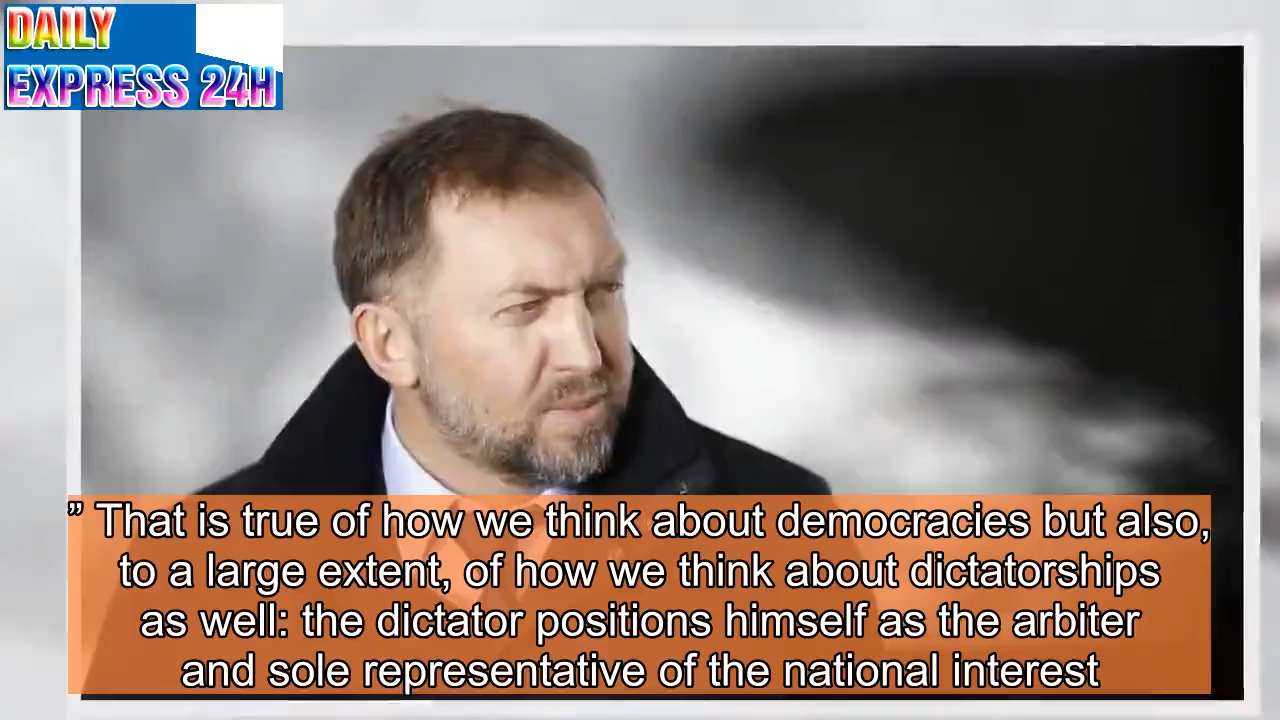 DAILY
EXPRESS 24H
” That is true of how we think about democracies but also,
to a large extent, of how we think about dictatorships
as well: the dictator positions himself as the arbiter
and sole representative of the national interest